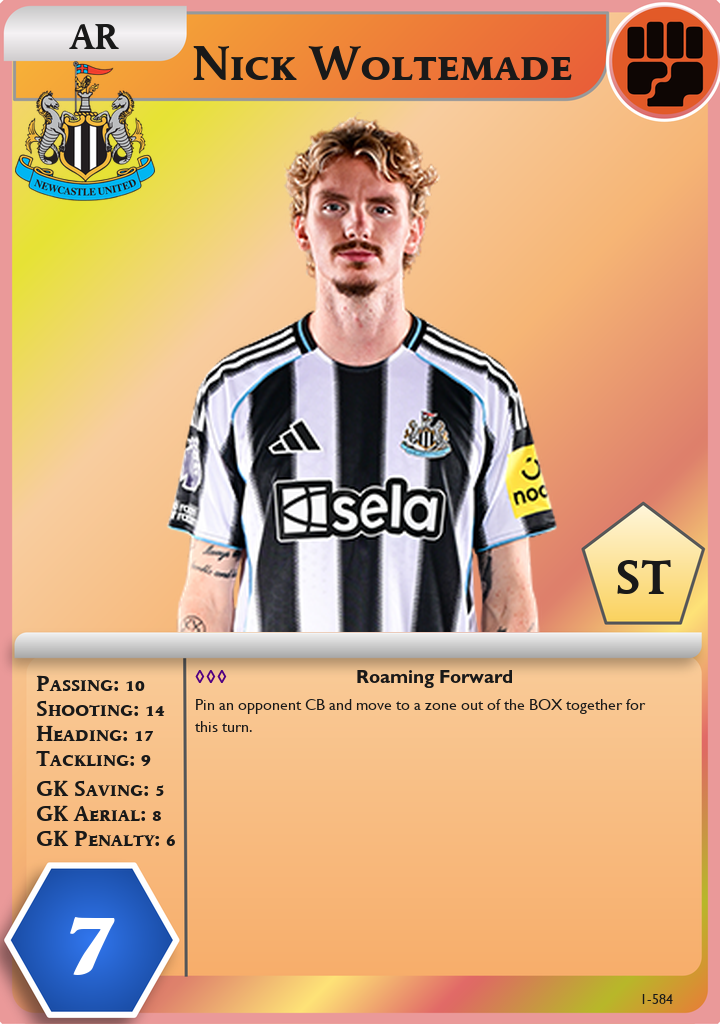 AR
Nick Woltemade
NEWCASTLE UNITED
sela
noo
ST
Passing: 10
Shooting: 14
Heading: 17
Tackling: 9
GK Saving: 5
GK Aerial: 8
GK Penalty: 6
7
◊◊◊ Roaming Forward
Pin an opponent CB and move to a zone out of the BOX together for
this turn.
1-584